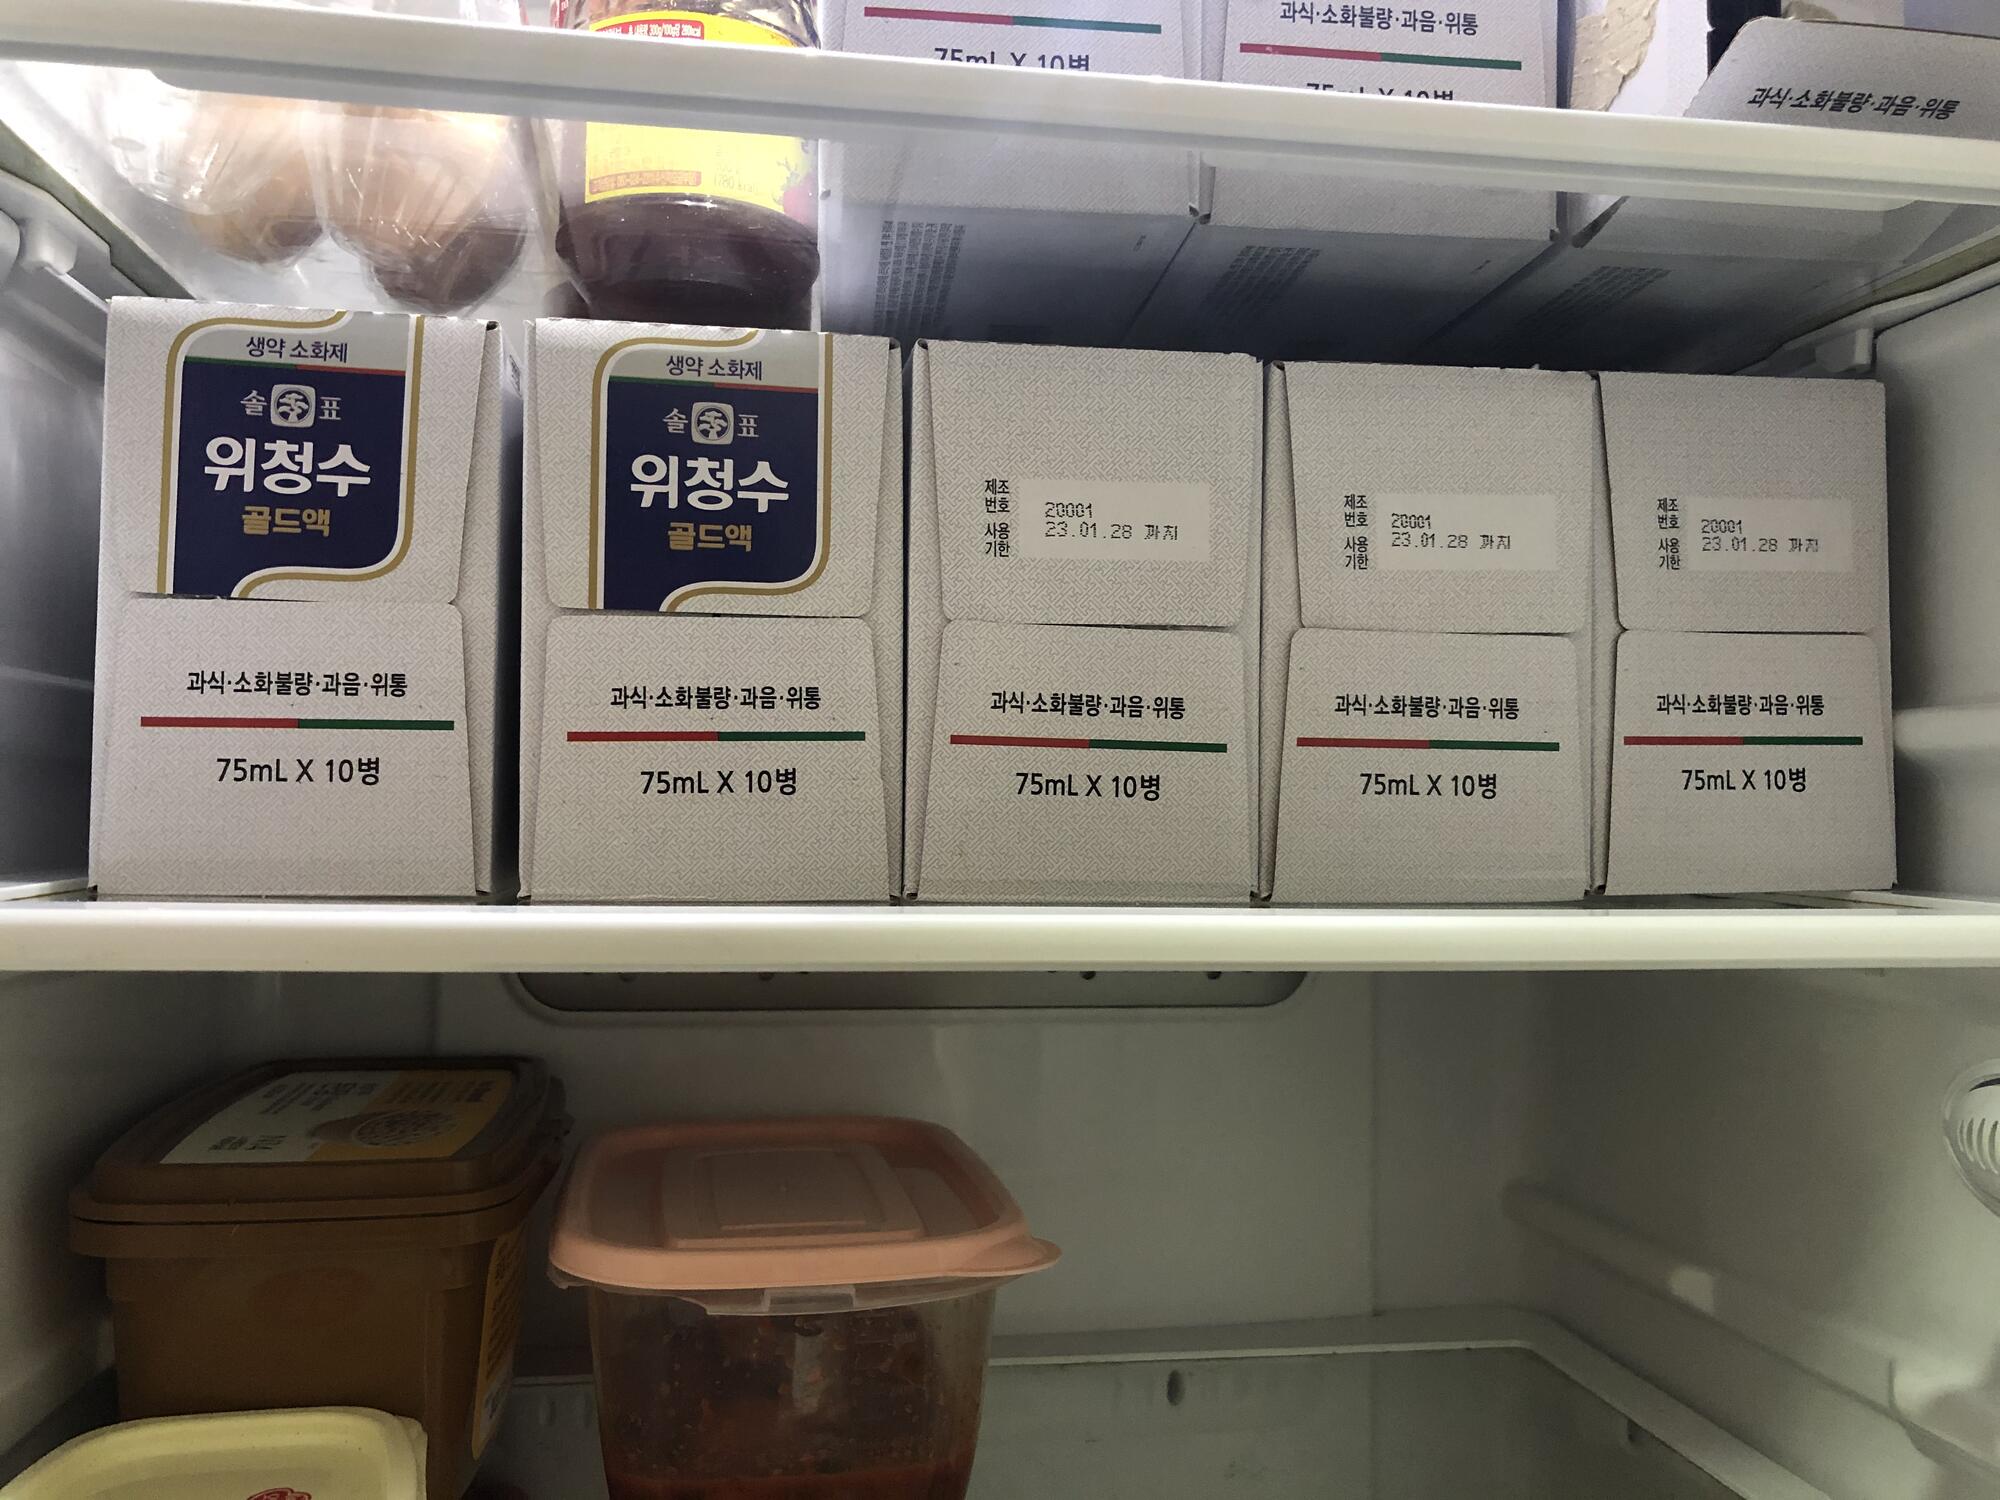 75mL X 10병
과식·소화불량·과음·위통
75mL X 10병
과식·소화불량·과음·위통
생약 소화제
솔 표
위청수
골드액
과식·소화불량·과음·위통
75mL X 10병
생약 소화제
솔 표
위청수
골드액
과식·소화불량·과음·위통
75mL X 10병
제조
번호
20001
사용
기한
23.01.28 까지
과식·소화불량·과음·위통
75mL X 10병
제조
번호
20001
사용
기한
23.01.28 까지
과식·소화불량·과음·위통
75mL X 10병
제조
번호
20001
사용
기한
23.01.28 까지
과식·소화불량·과음·위통
75mL X 10병